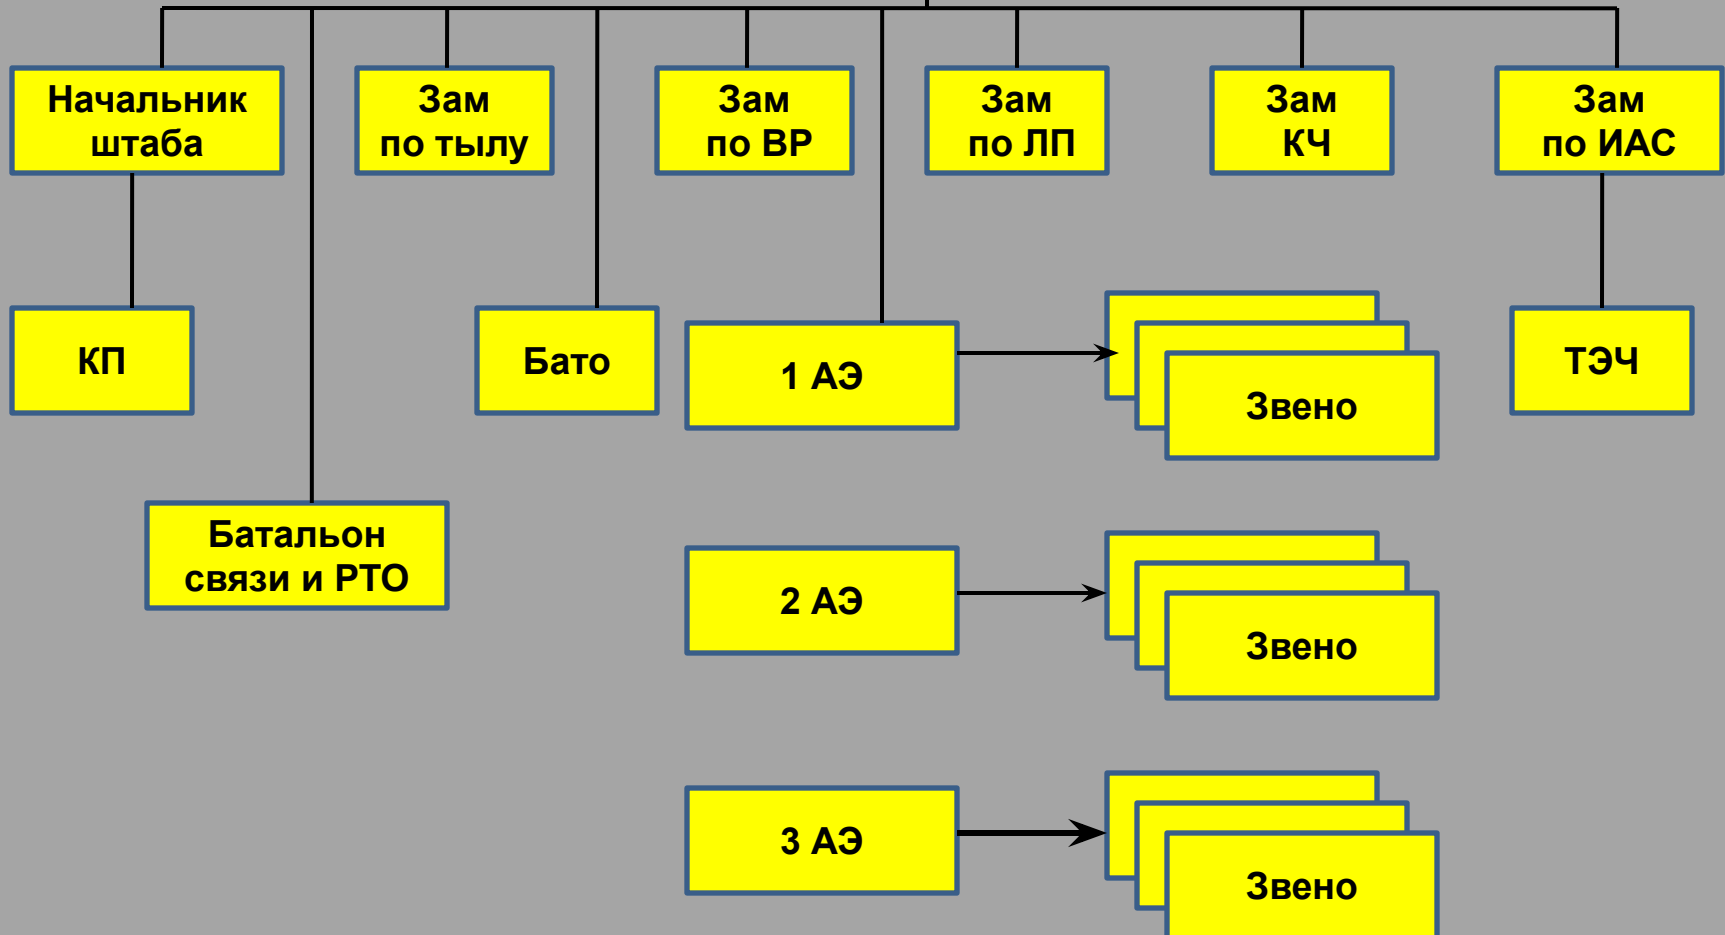 Начальник
штаба
Зам
по тылу
Зам
по ВР
Зам
по ЛП
Зам
КЧ
Зам
по ИАС
КП
Бато
1 АЭ
Звено
ТЭЧ
Батальон
связи и РТО
2 АЭ
Звено
3 АЭ
Звено